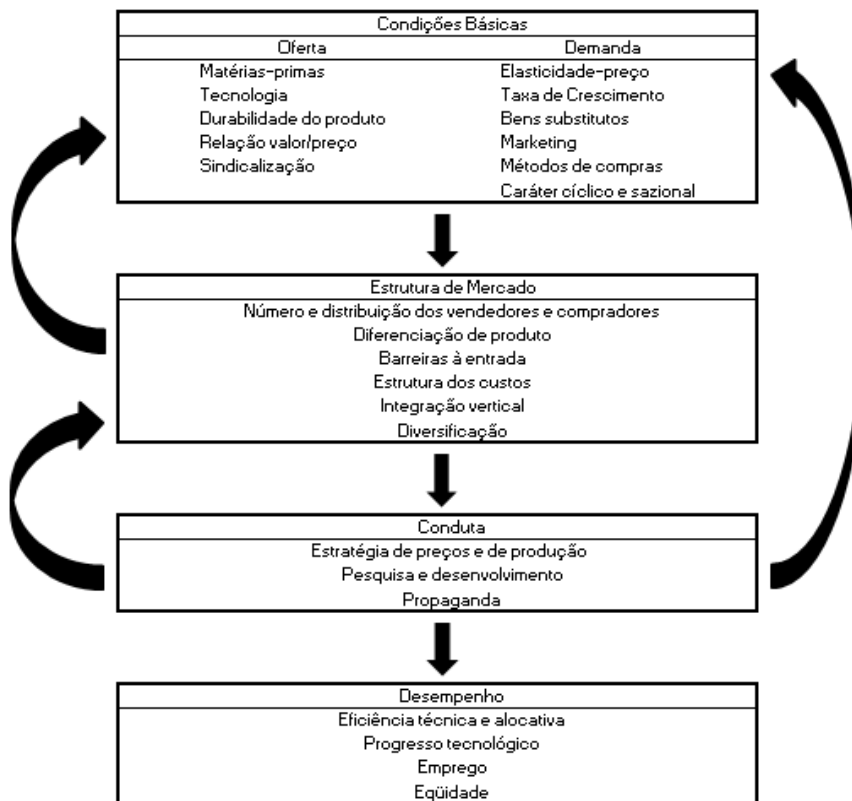 Condições Básicas
Oferta Demanda
Matérias-primas Elasticidade-preço
Tecnologia Taxa de Crescimento
Durabilidade do produto Bens substitutos
Relação valor/preço Marketing
Sindicalização Métodos de compras
Caráter cíclico e sazional
Estrutura de Mercado
Número e distribuição dos vendedores e compradores
Diferenciação de produto
Barreiras à entrada
Estrutura dos custos
Integração vertical
Diversificação
Conduta
Estratégia de preços e de produção
Pesquisa e desenvolvimento
Propaganda
Desempenho
Eficiência técnica e alocativa
Progresso tecnológico
Emprego
Eqüidade